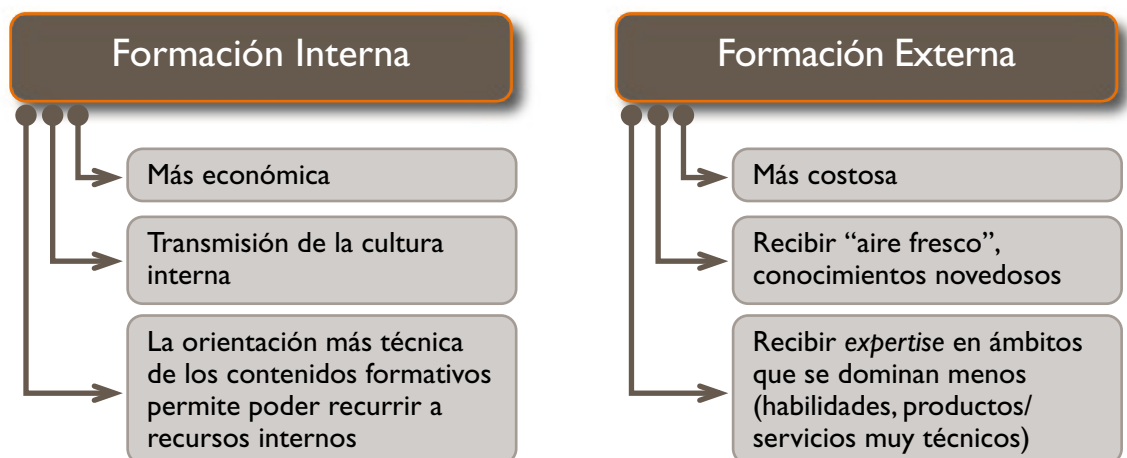 Formación Interna
Más económica
Transmisión de la cultura
interna
La orientación más técnica
de los contenidos formativos
permite poder recurrir a
recursos internos
Formación Externa
Más costosa
Recibir “aire fresco”,
conocimientos novedosos
Recibir expertise en ámbitos
que se dominan menos
(habilidades, productos/
servicios muy técnicos)